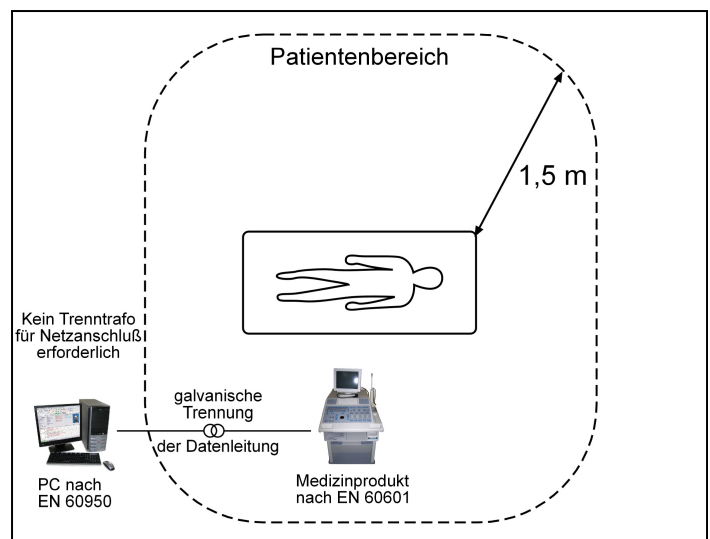 Patientenbereich
1,5 m
Kein Trenntrafo
für Netzanschluß
erforderlich
galvanische
Trennung
der Datenleitung
PC nach
EN 60950
Medizinprodukt
nach EN 60601